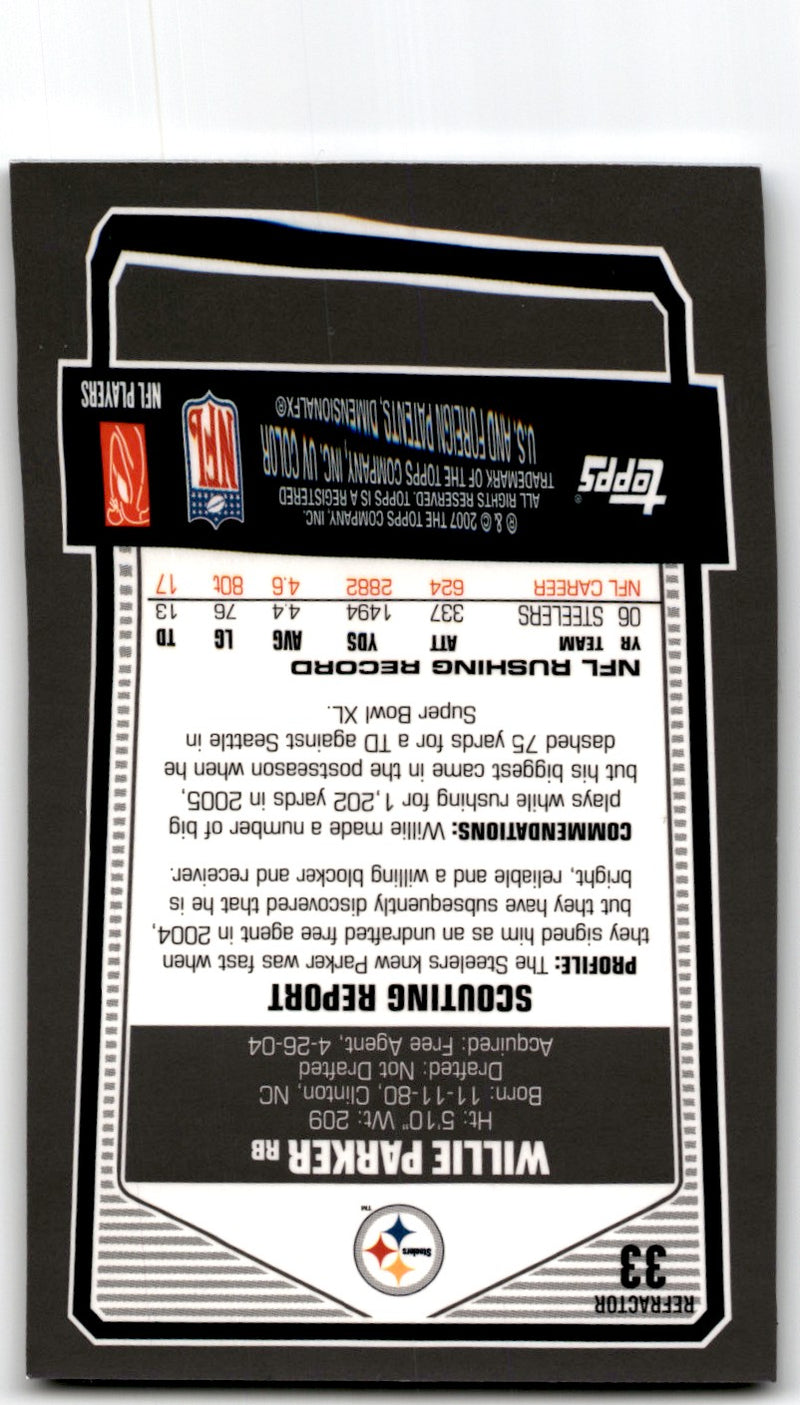 REFRACTOR
33
Steelers
TM
WILLIE PARKER RB
Ht: 5'10" Wt: 209
Born: 11-11-80, Clinton, NC
Drafted: Not Drafted
Acquired: Free Agent, 4-26-04
SCOUTING REPORT
PROFILE: The Steelers knew Parker was fast when
they signed him as an undrafted free agent in 2004,
but they have subsequently discovered that he is
bright, reliable and a willing blocker and receiver.
COMMENDATIONS: Willie made a number of big
plays while rushing for 1,202 yards in 2005,
but his biggest came in the postseason when he
dashed 75 yards for a TD against Seattle in
Super Bowl XL.
NFL RUSHING RECORD
YR TEAM ATT YDS AVG LG TD
06 STEELERS 337 1494 4.4 76 13
NFL CAREER 624 2882 4.6 80t 17
topps®
® & © 2007 THE TOPPS COMPANY, INC.
ALL RIGHTS RESERVED. TOPPS IS A REGISTERED
TRADEMARK OF THE TOPPS COMPANY, INC. UV COLOR
U.S. AND FOREIGN PATENTS, DIMENSIONALFX®
NFL
NFL PLAYERS